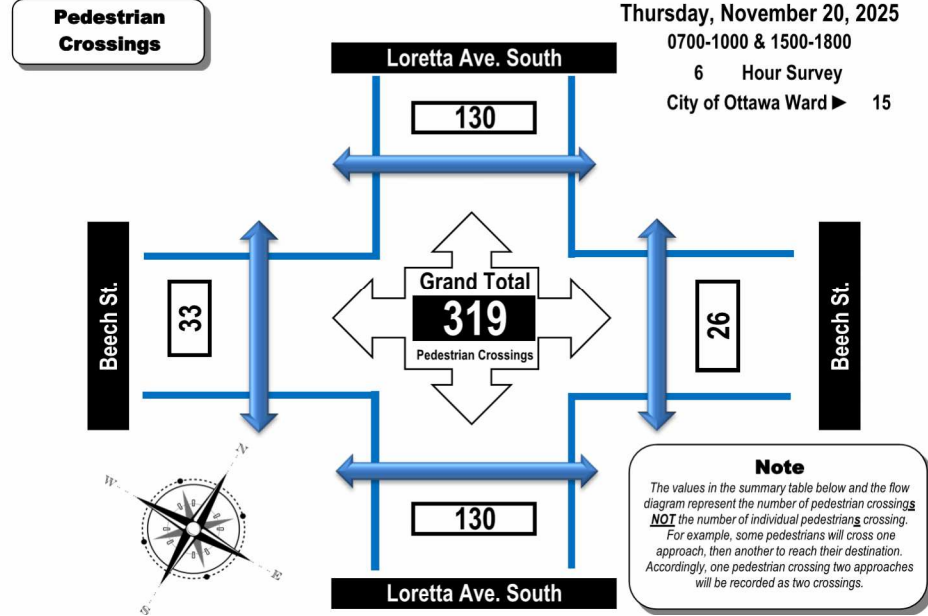 Pedestrian
Crossings
Thursday, November 20, 2025
0700-1000 & 1500-1800
6 Hour Survey
City of Ottawa Ward ► 15
Loretta Ave. South
130
Beech St.
33
Grand Total
319
Pedestrian Crossings
26
Beech St.
N
W
E
S
130
Loretta Ave. South
Note
The values in the summary table below and the flow
diagram represent the number of pedestrian crossings
NOT the number of individual pedestrians crossing.
For example, some pedestrians will cross one
approach, then another to reach their destination.
Accordingly, one pedestrian crossing two approaches
will be recorded as two crossings.